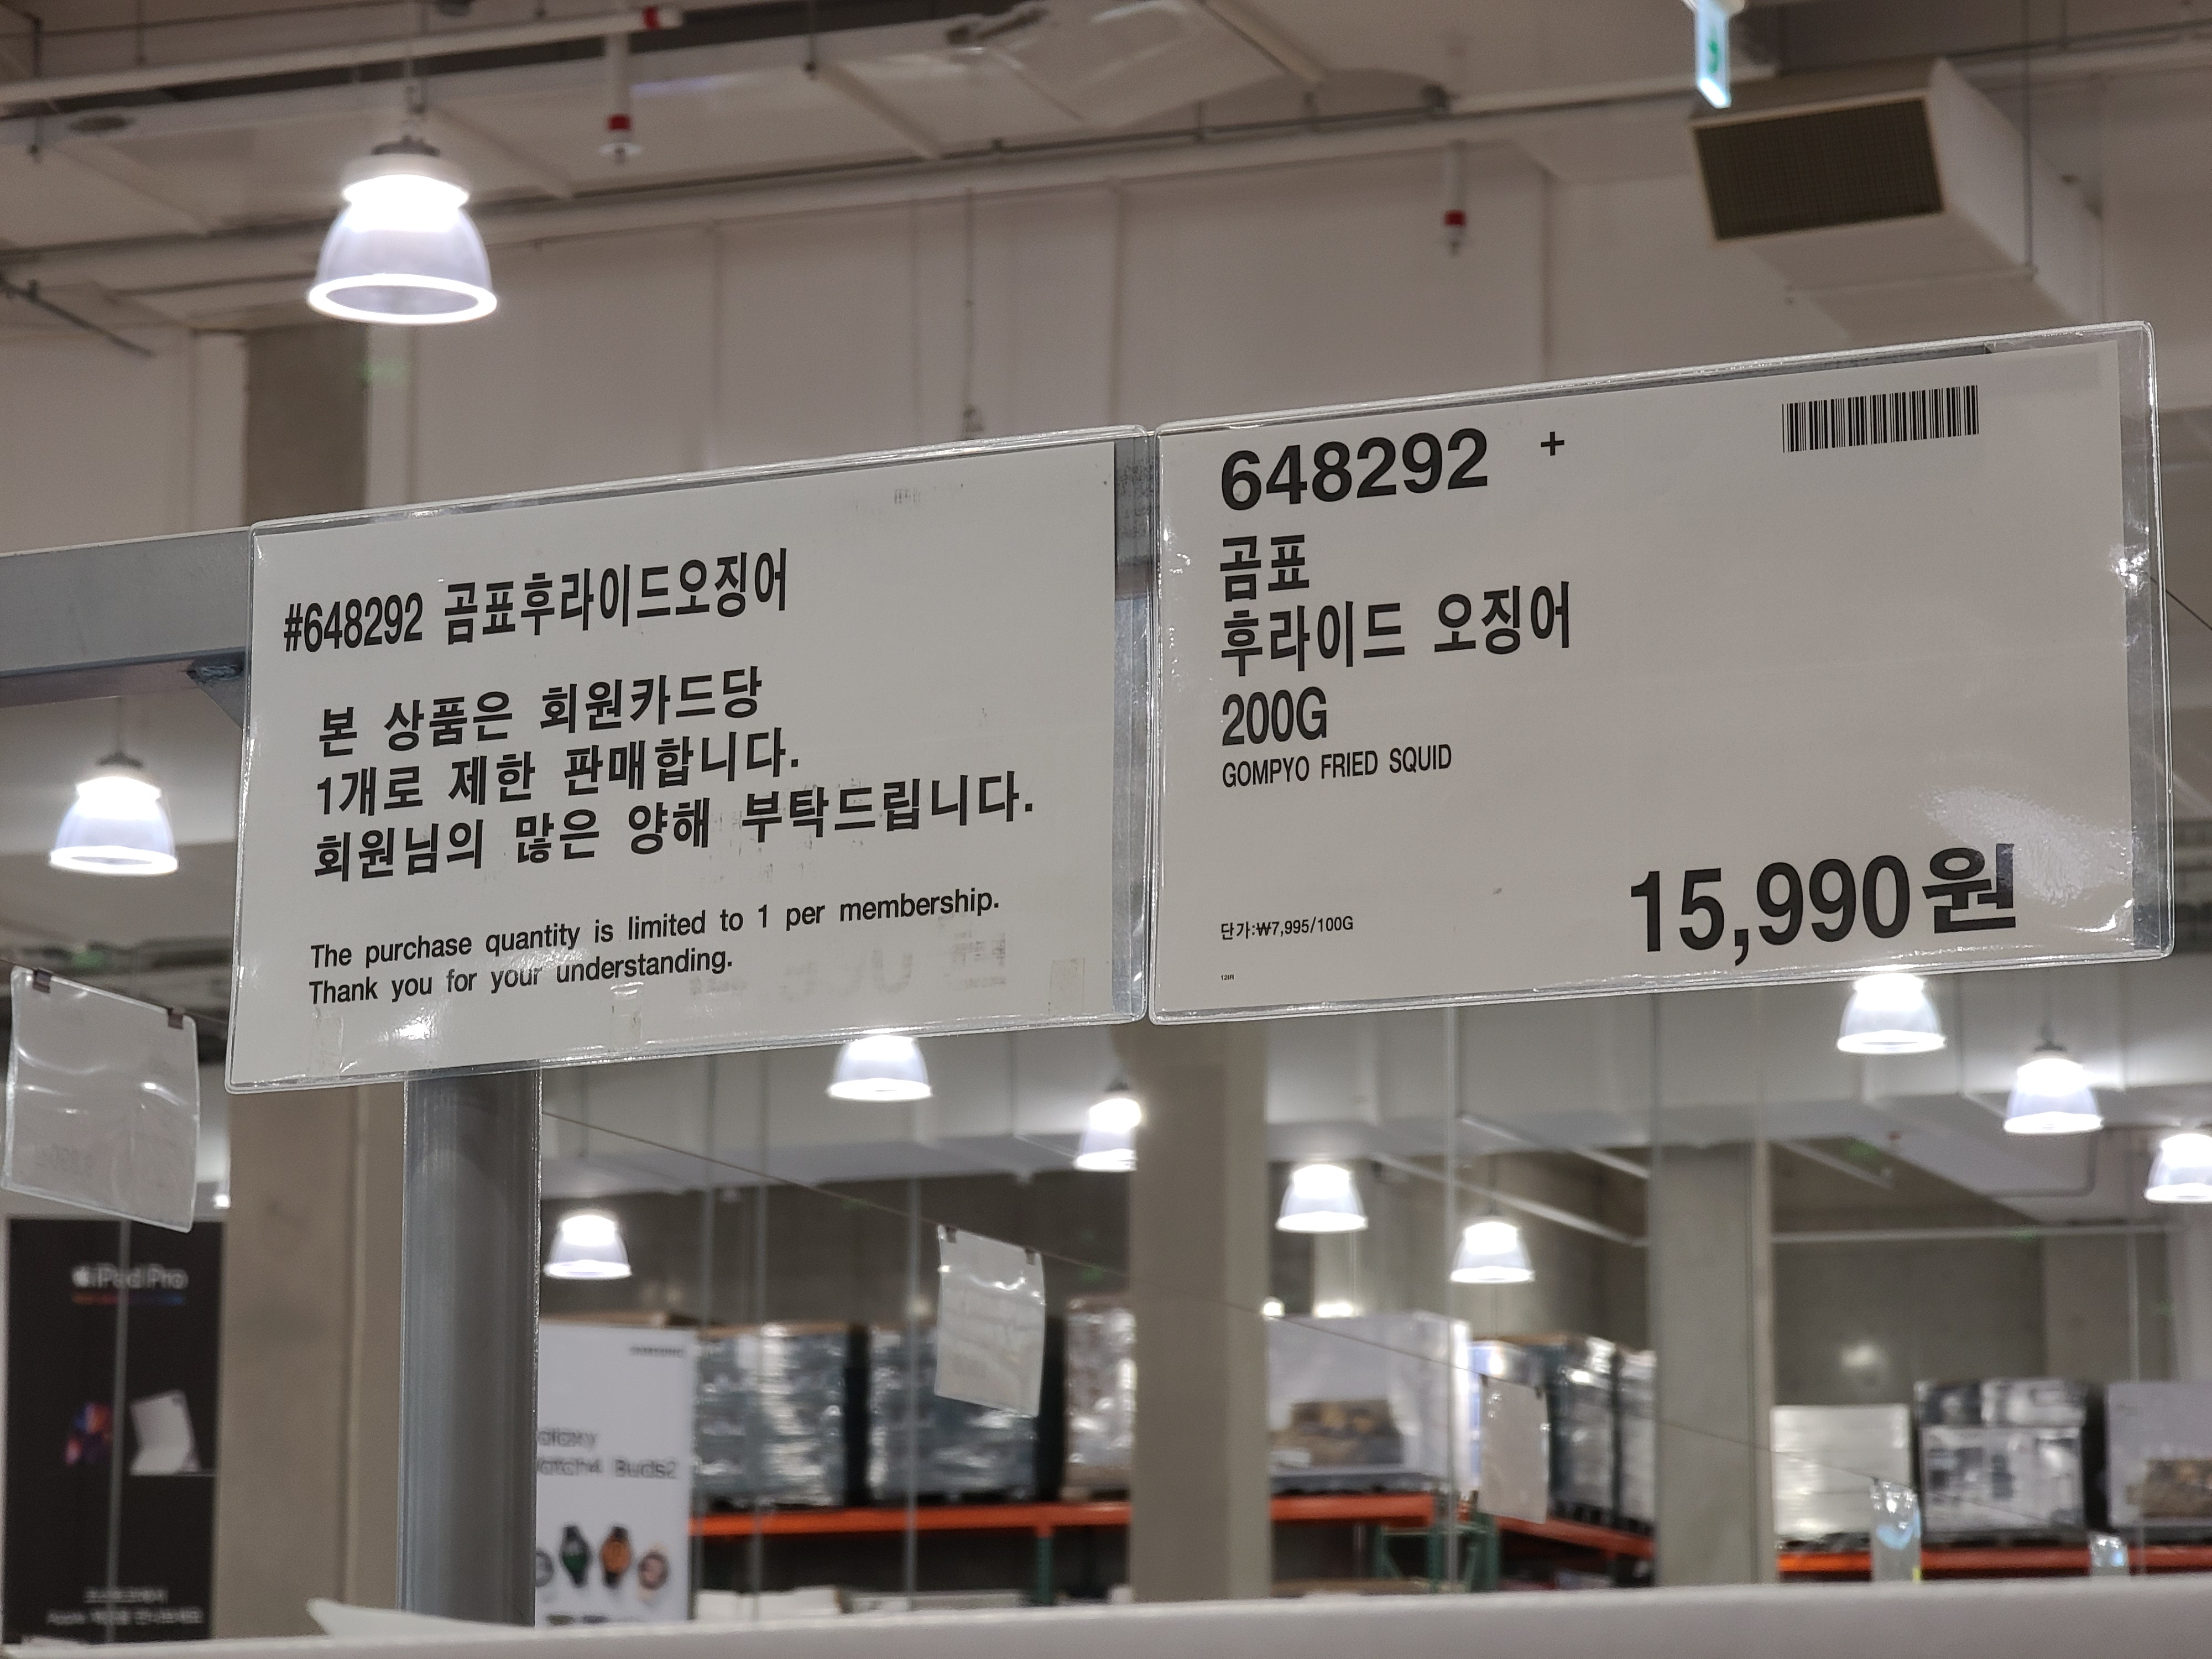 #648292 곰표후라이드오징어
본 상품은 회원카드당
1개로 제한 판매합니다.
회원님의 많은 양해 부탁드립니다.
The purchase quantity is limited to 1 per membership.
Thank you for your understanding.
648292 +
곰표
후라이드 오징어
200G
GOMPYO FRIED SQUID
15,990원
단가:₩7,995/100G
iPad Pro
SAMSUNG
Buds2